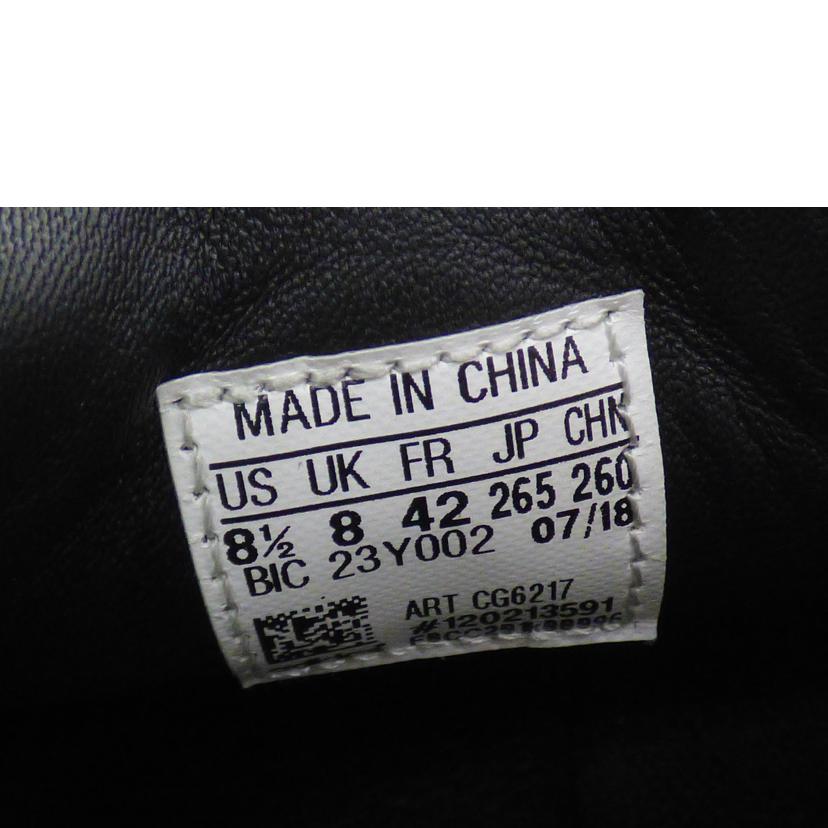 MADE IN CHINA
US UK FR JP CHN
8½ 8 42 265 260
BIC 23Y002 07/18
ART CG6217
#120213591